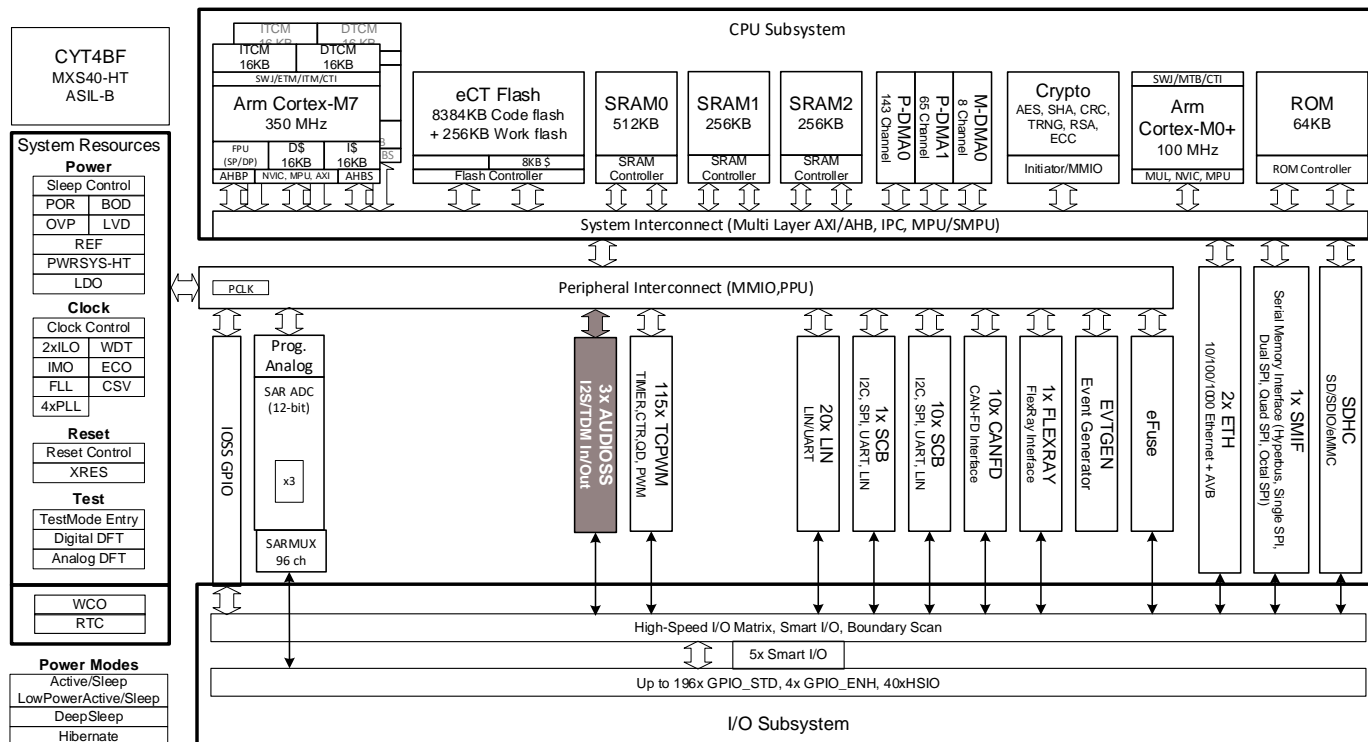 CYT4BF
MXS40-HT
ASIL-B
System Resources
Power
Sleep Control
POR
BOD
OVP
LVD
REF
PWRSYS-HT
LDO
Clock
Clock Control
2xILO
WDT
IMO
ECO
FLL
CSV
4xPLL
Reset
Reset Control
XRES
Test
TestMode Entry
Digital DFT
Analog DFT
WCO
RTC
Power Modes
Active/Sleep
LowPowerActive/Sleep
DeepSleep
Hibernate
CPU Subsystem
ITCM
16 KB
DTCM
16 KB
ITCM
16KB
DTCM
16KB
SWJ/ETM/ITM/CTI
Arm Cortex-M7
350 MHz
FPU
(SP/DP)
D$
16KB
I$
16KB
AHBP
NVIC, MPU, AXI
AHBS
eCT Flash
8384KB Code flash
+ 256KB Work flash
8KB $
Flash Controller
SRAM0
512KB
SRAM
Controller
SRAM1
256KB
SRAM
Controller
SRAM2
256KB
SRAM
Controller
P-DMA0
143 Channel
P-DMA1
65 Channel
M-DMA0
8 Channel
Crypto
AES, SHA, CRC,
TRNG, RSA,
ECC
Initiator/MMIO
SWJ/MTB/CTI
Arm
Cortex-M0+
100 MHz
MUL, NVIC, MPU
ROM
64KB
ROM Controller
System Interconnect (Multi Layer AXI/AHB, IPC, MPU/SMPU)
PCLK
Peripheral Interconnect (MMIO,PPU)
IOSS GPIO
Prog.
Analog
SAR ADC
(12-bit)
x3
SARMUX
96 ch
3x AUDIOSS
I2S/TDM In/Out
115x TCPWM
TIMER,CTR,QD, PWM
20x LIN
LIN/UART
1x SCB
I2C, SPI, UART, LIN
10x SCB
I2C, SPI, UART, LIN
10x CANFD
CAN-FD Interface
1x FLEXRAY
FlexRay Interface
EVTGEN
Event Generator
eFuse
2x ETH
10/100/1000 Ethernet + AVB
1x SMIF
Serial Memory Interface (Hyperbus, Single SPI,
Dual SPI, Quad SPI, Octal SPI)
SDHC
SD/SDIO/eMMC
High-Speed I/O Matrix, Smart I/O, Boundary Scan
5x Smart I/O
Up to 196x GPIO_STD, 4x GPIO_ENH, 40xHSIO
I/O Subsystem